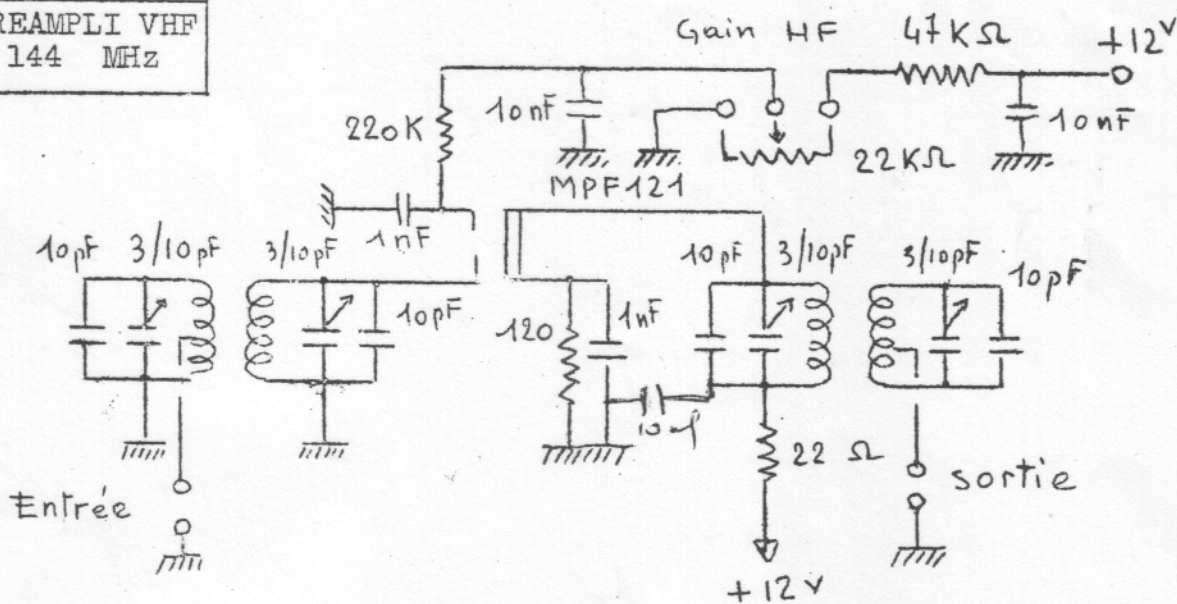 REAMPLI VHF
144 MHz
Gain HF
47KΩ
+12V
220K
10nF
22KΩ
10nF
MPF121
1nF
10pF
3/10pF
3/10pF
10pF
120
1nF
10pF
3/10pF
3/10pF
10pF
22 Ω
Entrée
sortie
+12V